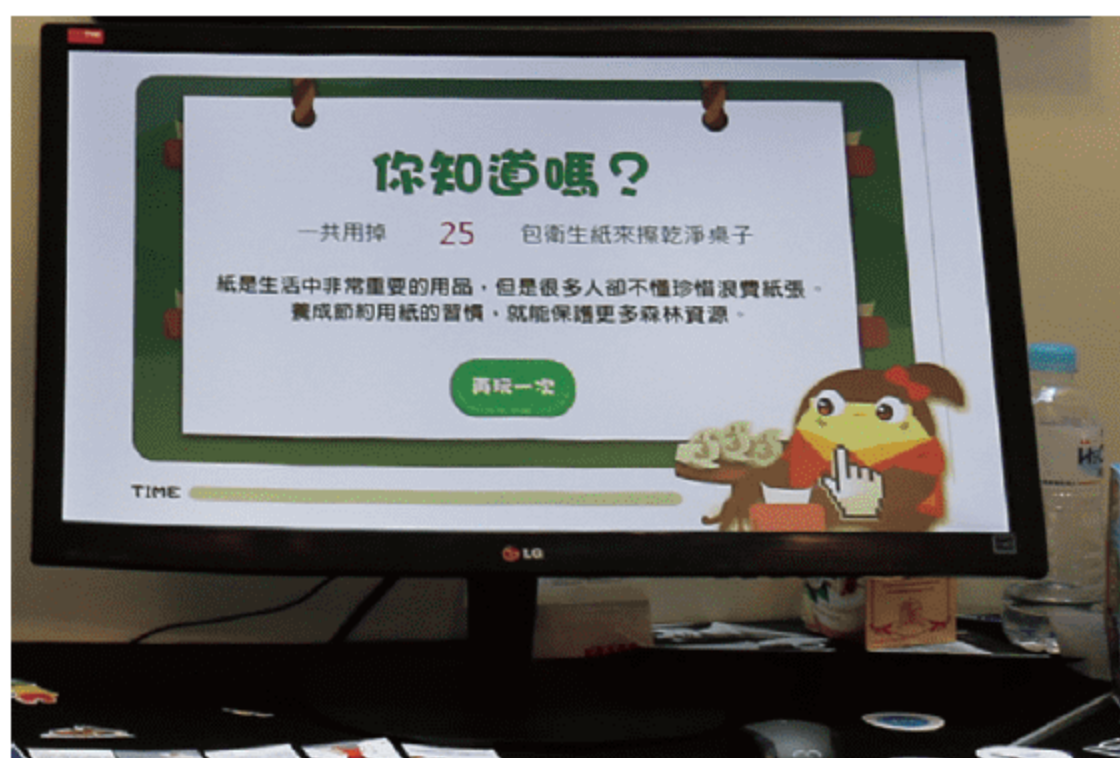 你知道嗎？
一共用掉 25 包衛生紙來擦乾淨桌子
紙是生活中非常重要的用品，但是很多人卻不懂珍惜浪費紙張。
養成節約用紙的習慣，就能保護更多森林資源。
再玩一次
TIME
LG